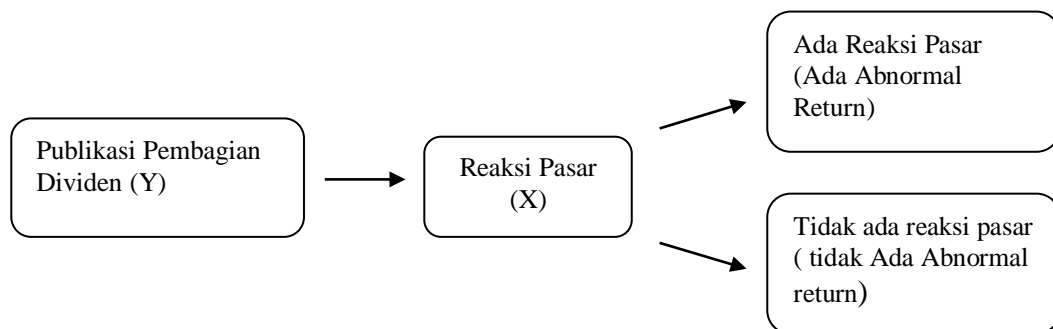 Publikasi Pembagian
Dividen (Y)
Reaksi Pasar
(X)
Ada Reaksi Pasar
(Ada Abnormal
Return)
Tidak ada reaksi pasar
( tidak Ada Abnormal
return)